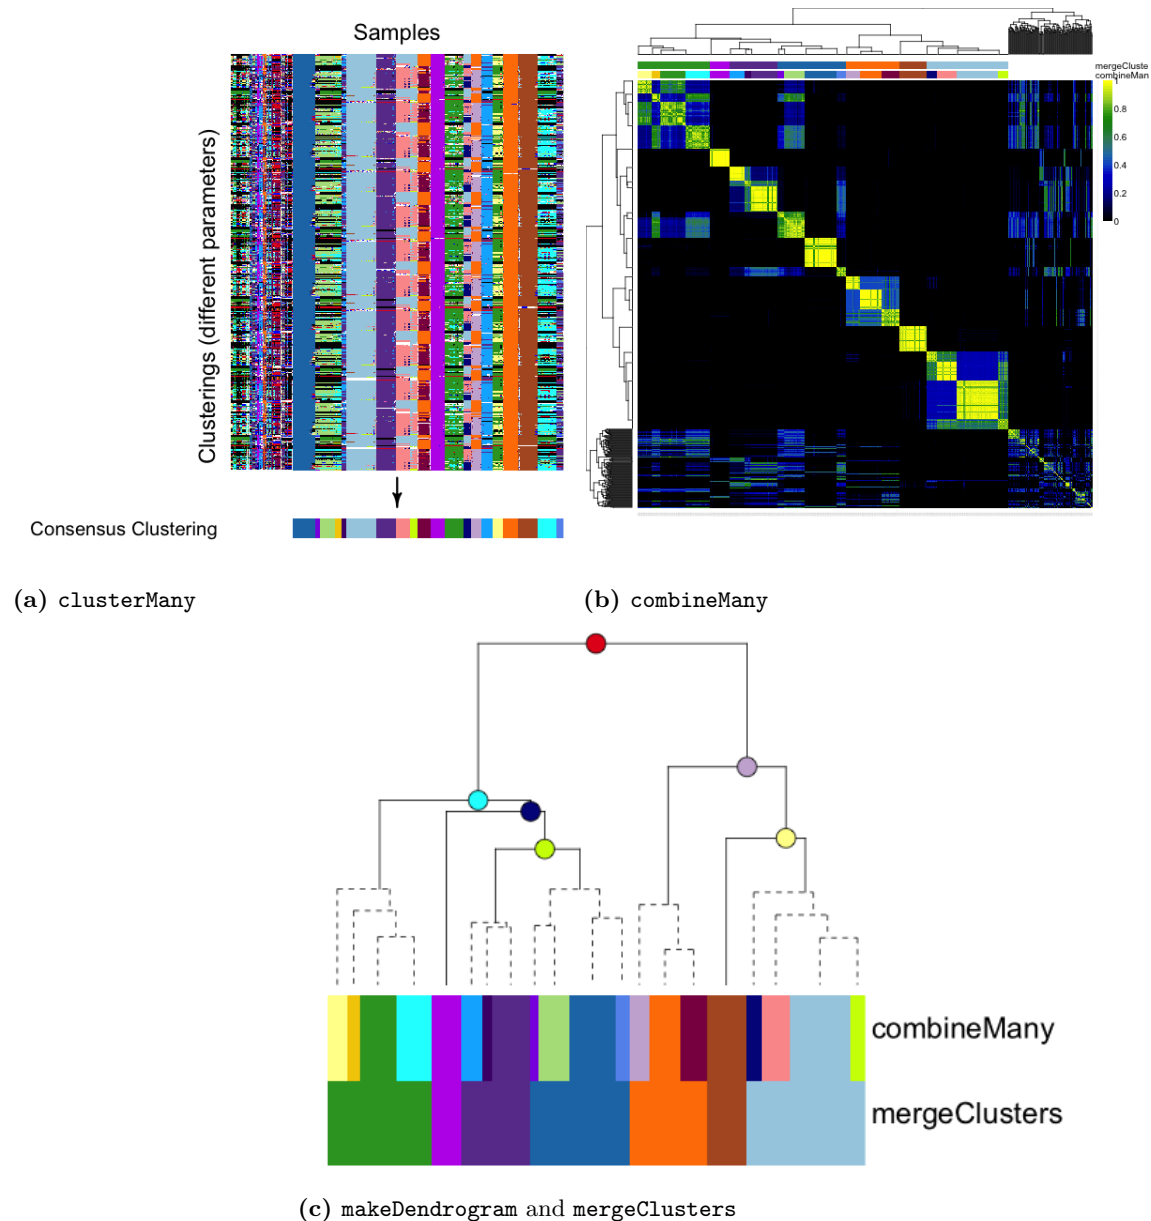 Samples
Clusterings (different parameters)
Consensus Clustering
mergeCluste
combineMan
1
0.8
0.6
0.4
0.2
0
(a) clusterMany
(b) combineMany
combineMany
mergeClusters
(c) makeDendrogram and mergeClusters